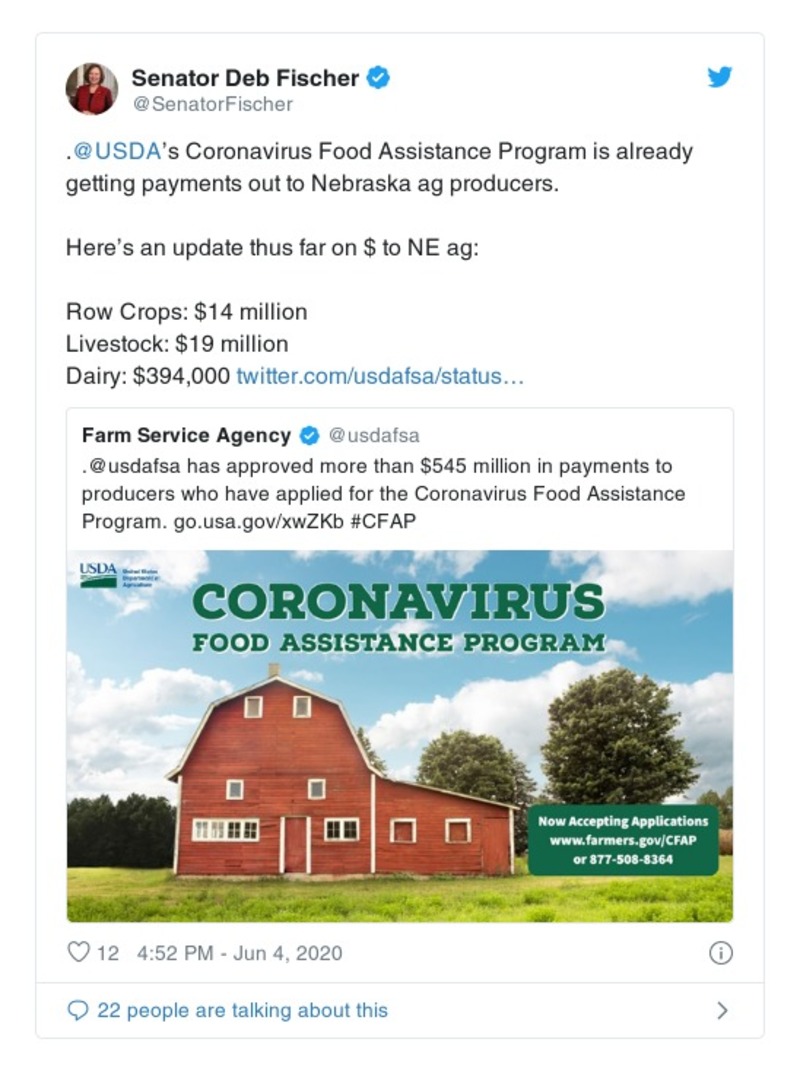 Senator Deb Fischer
@SenatorFischer
.@USDA's Coronavirus Food Assistance Program is already
getting payments out to Nebraska ag producers.
Here's an update thus far on $ to NE ag:
Row Crops: $14 million
Livestock: $19 million
Dairy: $394,000 twitter.com/usdafsa/status…
Farm Service Agency @usdafsa
.@usdafsa has approved more than $545 million in payments to
producers who have applied for the Coronavirus Food Assistance
Program. go.usa.gov/xwZKb #CFAP
USDA
United States
Department of
Agriculture
CORONAVIRUS
FOOD ASSISTANCE PROGRAM
Now Accepting Applications
www.farmers.gov/CFAP
or 877-508-8364
12 4:52 PM - Jun 4, 2020
22 people are talking about this